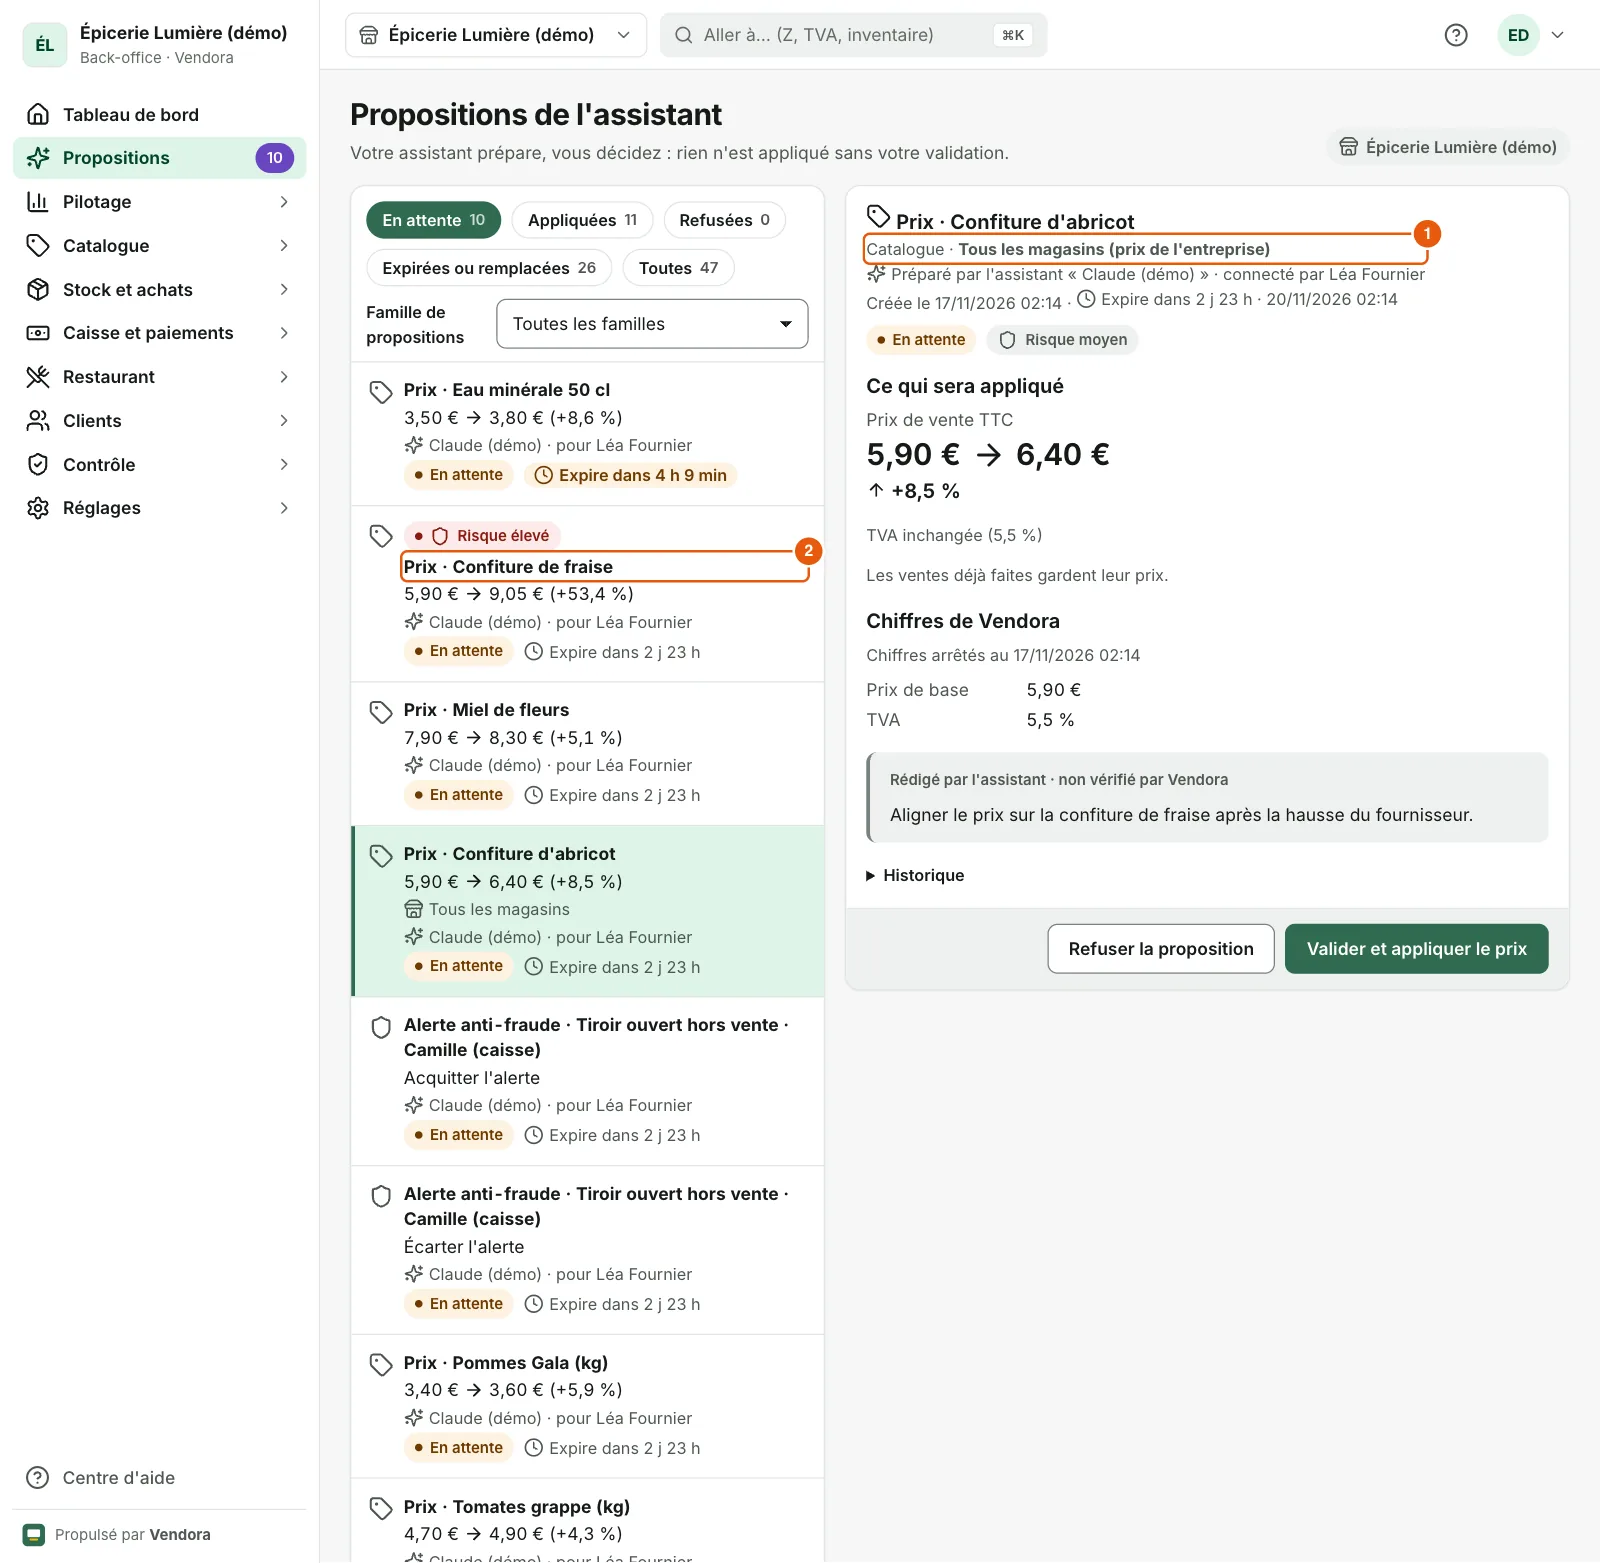 ÉL
Épicerie Lumière (démo)
Back-office · Vendora
Tableau de bord
Propositions
10
Pilotage
Catalogue
Stock et achats
Caisse et paiements
Restaurant
Clients
Contrôle
Réglages
Centre d'aide
Propulsé par Vendora
Épicerie Lumière (démo)
Aller à... (Z, TVA, inventaire)
⌘K
ED
Propositions de l'assistant
Votre assistant prépare, vous décidez : rien n'est appliqué sans votre validation.
Épicerie Lumière (démo)
En attente 10
Appliquées 11
Refusées 0
Expirées ou remplacées 26
Toutes 47
Famille de
propositions
Toutes les familles
Prix · Eau minérale 50 cl
3,50 € → 3,80 € (+8,6 %)
Claude (démo) · pour Léa Fournier
En attente
Expire dans 4 h 9 min
Risque élevé
Prix · Confiture de fraise
2
5,90 € → 9,05 € (+53,4 %)
Claude (démo) · pour Léa Fournier
En attente
Expire dans 2 j 23 h
Prix · Miel de fleurs
7,90 € → 8,30 € (+5,1 %)
Claude (démo) · pour Léa Fournier
En attente
Expire dans 2 j 23 h
Prix · Confiture d'abricot
5,90 € → 6,40 € (+8,5 %)
Tous les magasins
Claude (démo) · pour Léa Fournier
En attente
Expire dans 2 j 23 h
Alerte anti-fraude · Tiroir ouvert hors vente ·
Camille (caisse)
Acquitter l'alerte
Claude (démo) · pour Léa Fournier
En attente
Expire dans 2 j 23 h
Alerte anti-fraude · Tiroir ouvert hors vente ·
Camille (caisse)
Écarter l'alerte
Claude (démo) · pour Léa Fournier
En attente
Expire dans 2 j 23 h
Prix · Pommes Gala (kg)
3,40 € → 3,60 € (+5,9 %)
Claude (démo) · pour Léa Fournier
En attente
Expire dans 2 j 23 h
Prix · Tomates grappe (kg)
4,70 € → 4,90 € (+4,3 %)
Claude (démo) · pour Léa Fournier
Prix · Confiture d'abricot
1
Catalogue · Tous les magasins (prix de l'entreprise)
Préparé par l'assistant « Claude (démo) » · connecté par Léa Fournier
Créée le 17/11/2026 02:14 · Expire dans 2 j 23 h · 20/11/2026 02:14
En attente
Risque moyen
Ce qui sera appliqué
Prix de vente TTC
5,90 € → 6,40 €
↑ +8,5 %
TVA inchangée (5,5 %)
Les ventes déjà faites gardent leur prix.
Chiffres de Vendora
Chiffres arrêtés au 17/11/2026 02:14
Prix de base 5,90 €
TVA 5,5 %
Rédigé par l'assistant · non vérifié par Vendora
Aligner le prix sur la confiture de fraise après la hausse du fournisseur.
Historique
Refuser la proposition
Valider et appliquer le prix